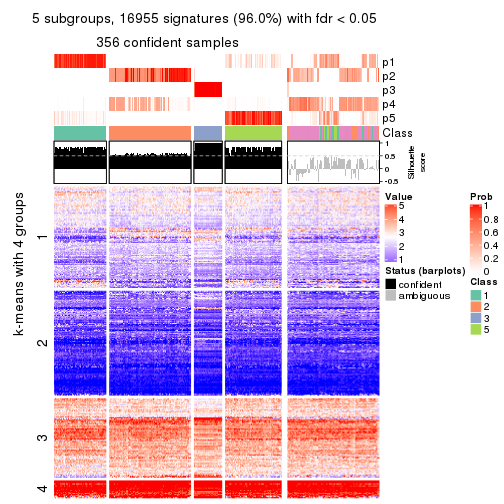 5 subgroups, 16955 signatures (96.0%) with fdr < 0.05
356 confident samples
p1
p2
p3
p4
p5
Class
1
0.5
0
-0.5
Silhouette
score
k-means with 4 groups
1
2
3
4
Value
5
4
3
2
1
Status (barplots)
confident
ambiguous
Prob
1
0.8
0.6
0.4
0.2
0
Class
1
2
3
5